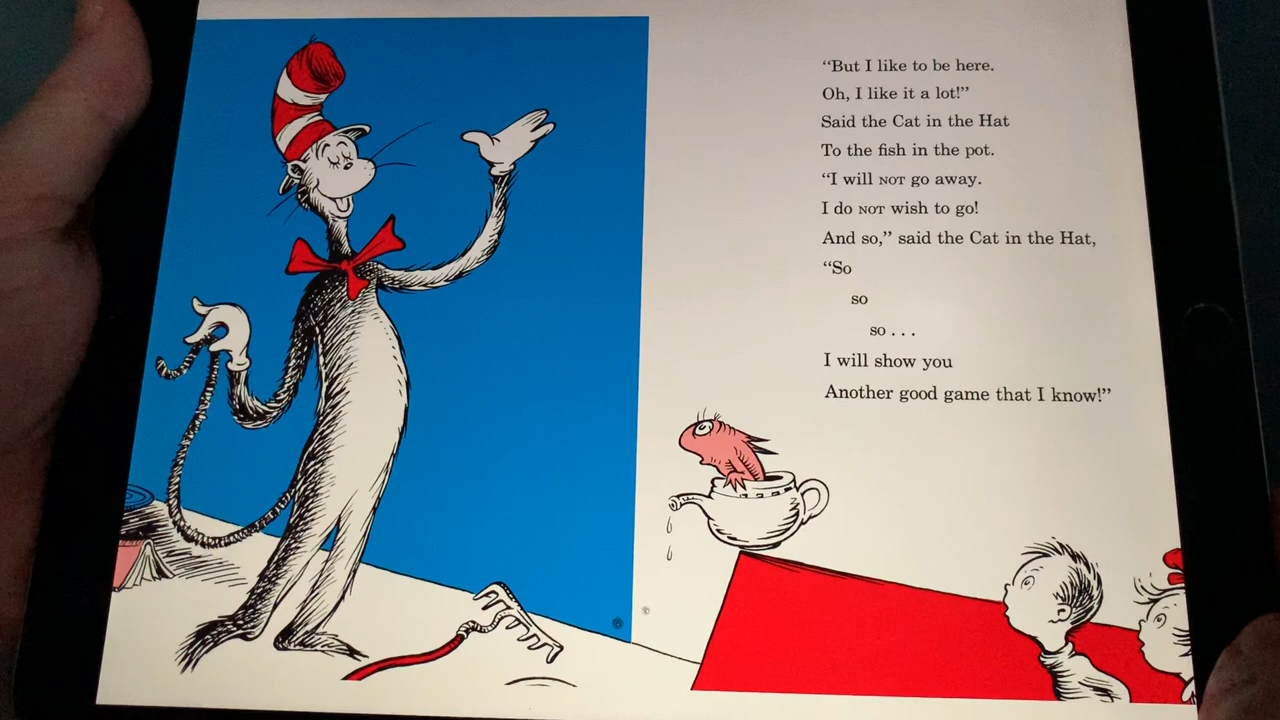 “But I like to be here.
Oh, I like it a lot!”
Said the Cat in the Hat
To the fish in the pot.
“I will NOT go away.
I do NOT wish to go!
And so,” said the Cat in the Hat,
“So
so
so . . .
I will show you
Another good game that I know!”